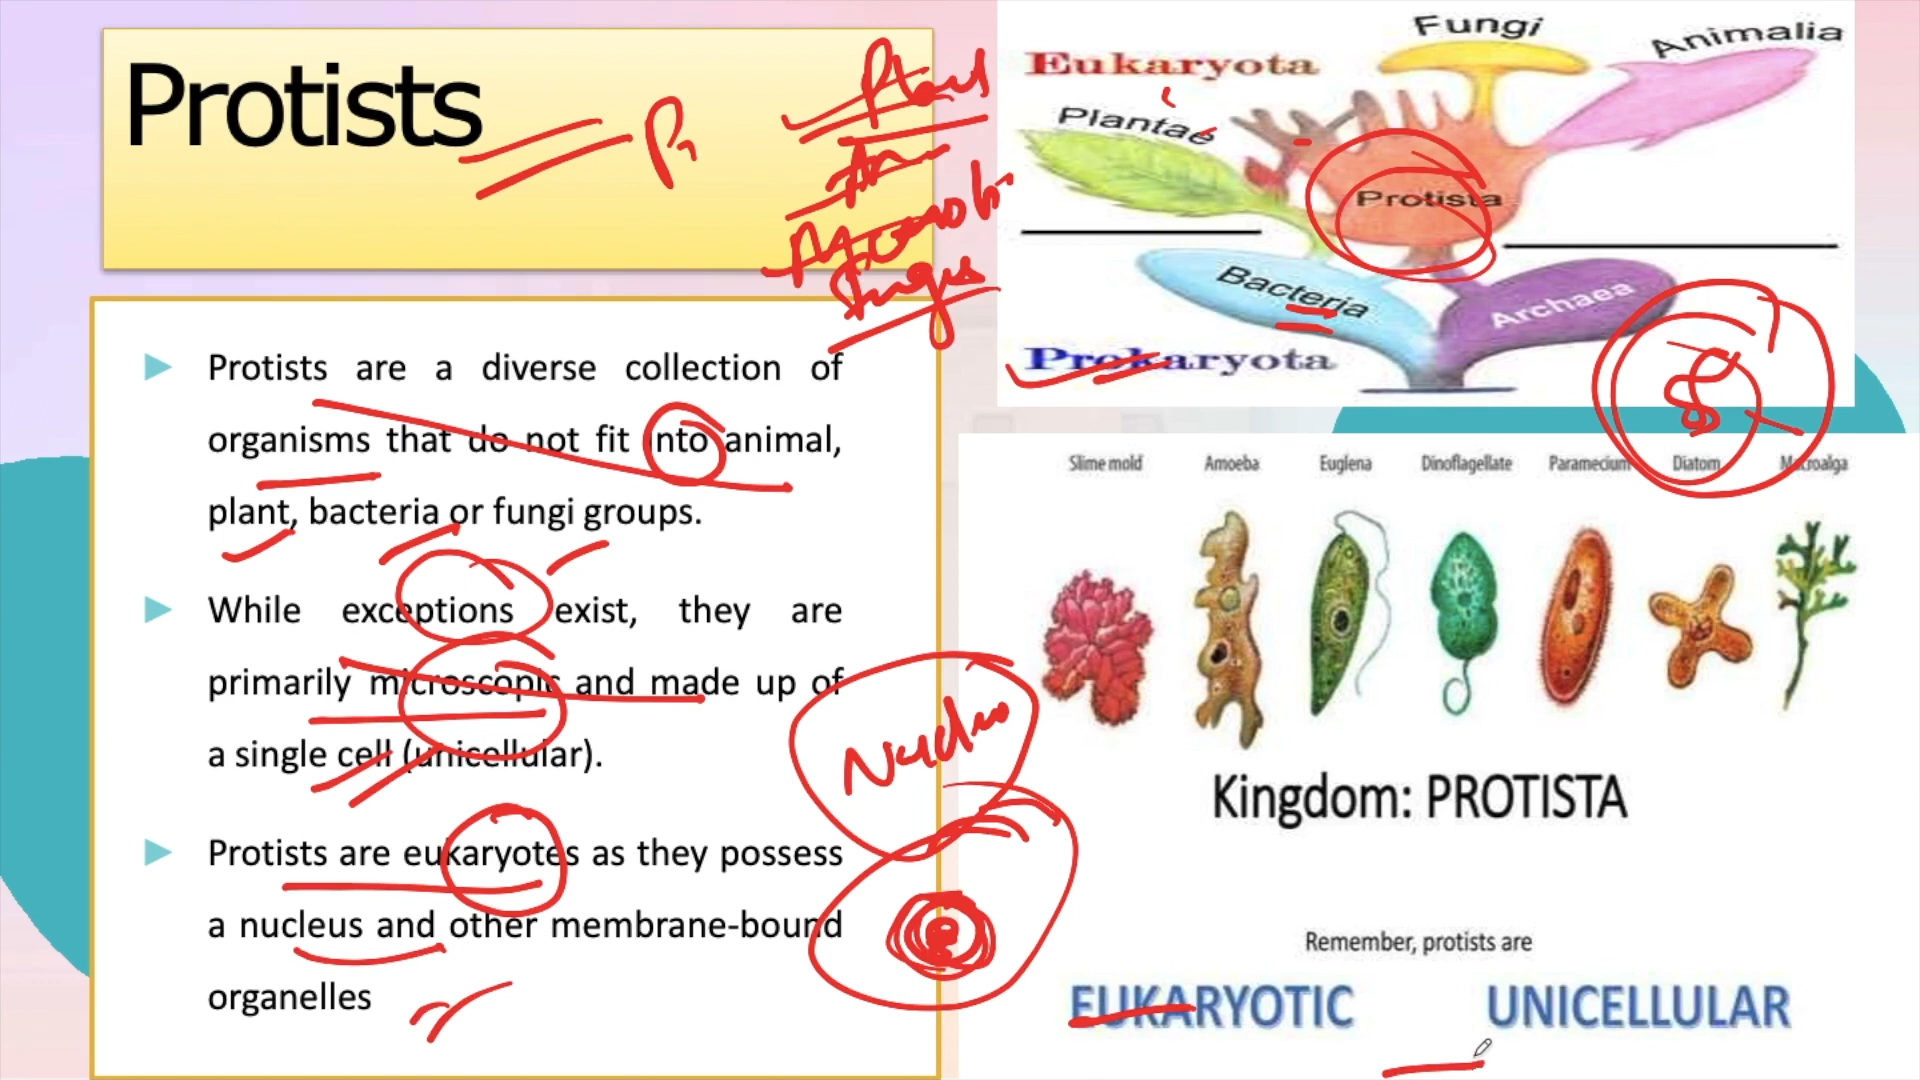 Protists
Protists are a diverse collection of
organisms that do not fit into animal,
plant, bacteria or fungi groups.
While exceptions exist, they are
primarily microscopic and made up of
a single cell (unicellular).
Protists are eukaryotes as they possess
a nucleus and other membrane-bound
organelles
Fungi
Animalia
Eukaryota
Plantae
Protista
Bacteria
Archaea
Prokaryota
Slime mold Amoeba Euglena Dinoflagellate Paramecium Diatom Macroalga
Kingdom: PROTISTA
Remember, protists are
EUKARYOTIC UNICELLULAR